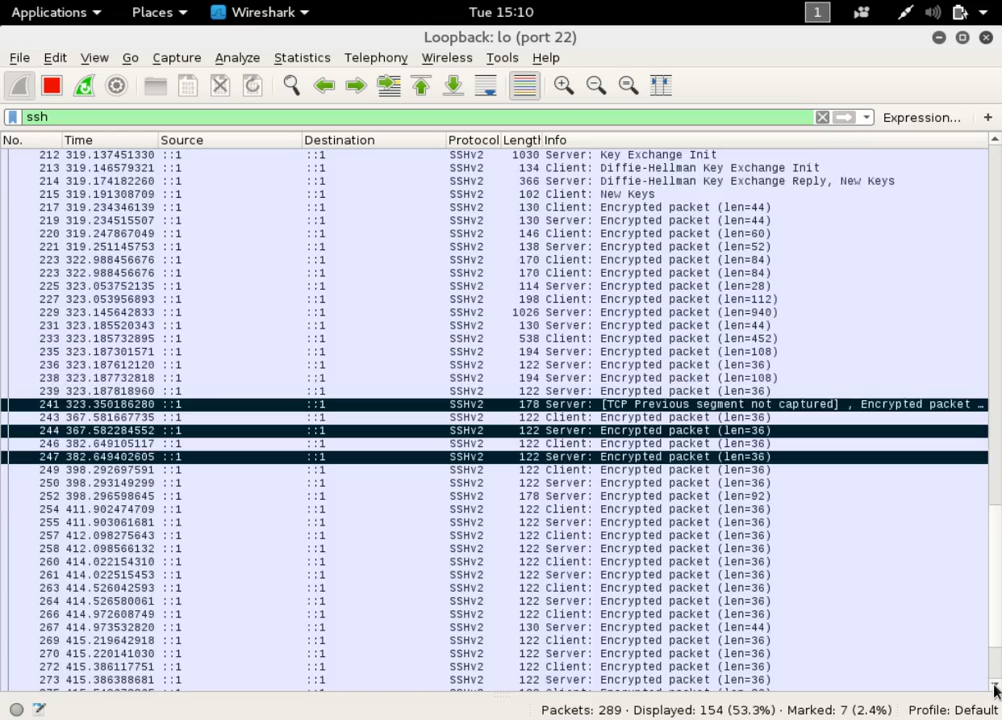 Applications Places Wireshark Tue 15:10 1
Loopback: lo (port 22)
File Edit View Go Capture Analyze Statistics Telephony Wireless Tools Help
ssh Expression... +
No. Time Source Destination Protocol Length Info
212 319.137451330 ::1 ::1 SSHv2 1030 Server: Key Exchange Init
213 319.146579321 ::1 ::1 SSHv2 134 Client: Diffie-Hellman Key Exchange Init
214 319.174182260 ::1 ::1 SSHv2 366 Server: Diffie-Hellman Key Exchange Reply, New Keys
215 319.191308709 ::1 ::1 SSHv2 102 Client: New Keys
217 319.234346139 ::1 ::1 SSHv2 130 Client: Encrypted packet (len=44)
219 319.234515507 ::1 ::1 SSHv2 130 Server: Encrypted packet (len=44)
220 319.247867049 ::1 ::1 SSHv2 146 Client: Encrypted packet (len=60)
221 319.251145753 ::1 ::1 SSHv2 138 Server: Encrypted packet (len=52)
223 322.988456676 ::1 ::1 SSHv2 170 Client: Encrypted packet (len=84)
223 322.988456676 ::1 ::1 SSHv2 170 Client: Encrypted packet (len=84)
225 323.053752135 ::1 ::1 SSHv2 114 Server: Encrypted packet (len=28)
227 323.053956893 ::1 ::1 SSHv2 198 Client: Encrypted packet (len=112)
229 323.145642833 ::1 ::1 SSHv2 1026 Server: Encrypted packet (len=940)
231 323.185520343 ::1 ::1 SSHv2 130 Server: Encrypted packet (len=44)
233 323.185732895 ::1 ::1 SSHv2 538 Client: Encrypted packet (len=452)
235 323.187301571 ::1 ::1 SSHv2 194 Server: Encrypted packet (len=108)
236 323.187612120 ::1 ::1 SSHv2 122 Server: Encrypted packet (len=36)
238 323.187732818 ::1 ::1 SSHv2 194 Server: Encrypted packet (len=108)
239 323.187818960 ::1 ::1 SSHv2 122 Server: Encrypted packet (len=36)
241 323.350186280 ::1 ::1 SSHv2 178 Server: [TCP Previous segment not captured] , Encrypted packet …
243 367.581667735 ::1 ::1 SSHv2 122 Client: Encrypted packet (len=36)
244 367.582284552 ::1 ::1 SSHv2 122 Server: Encrypted packet (len=36)
246 382.649105117 ::1 ::1 SSHv2 122 Client: Encrypted packet (len=36)
247 382.649402605 ::1 ::1 SSHv2 122 Server: Encrypted packet (len=36)
249 398.292697591 ::1 ::1 SSHv2 122 Client: Encrypted packet (len=36)
250 398.293149299 ::1 ::1 SSHv2 122 Server: Encrypted packet (len=36)
252 398.296598645 ::1 ::1 SSHv2 178 Server: Encrypted packet (len=92)
254 411.902474709 ::1 ::1 SSHv2 122 Client: Encrypted packet (len=36)
255 411.903061681 ::1 ::1 SSHv2 122 Server: Encrypted packet (len=36)
257 412.098275643 ::1 ::1 SSHv2 122 Client: Encrypted packet (len=36)
258 412.098566132 ::1 ::1 SSHv2 122 Server: Encrypted packet (len=36)
260 414.022154310 ::1 ::1 SSHv2 122 Client: Encrypted packet (len=36)
261 414.022515453 ::1 ::1 SSHv2 122 Server: Encrypted packet (len=36)
263 414.526042593 ::1 ::1 SSHv2 122 Client: Encrypted packet (len=36)
264 414.526580061 ::1 ::1 SSHv2 122 Server: Encrypted packet (len=36)
266 414.972608749 ::1 ::1 SSHv2 122 Client: Encrypted packet (len=36)
267 414.973532820 ::1 ::1 SSHv2 130 Server: Encrypted packet (len=44)
269 415.219642918 ::1 ::1 SSHv2 122 Client: Encrypted packet (len=36)
270 415.220141030 ::1 ::1 SSHv2 122 Server: Encrypted packet (len=36)
272 415.386117751 ::1 ::1 SSHv2 122 Client: Encrypted packet (len=36)
273 415.386388681 ::1 ::1 SSHv2 122 Server: Encrypted packet (len=36)
Packets: 289 · Displayed: 154 (53.3%) · Marked: 7 (2.4%) Profile: Default